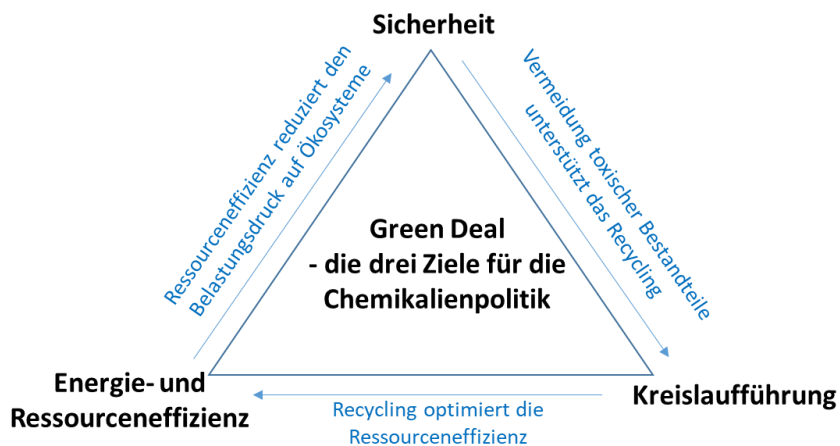 Sicherheit
Ressourceneffizienz reduziert den
Belastungsdruck auf Ökosysteme
Vermeidung toxischer Bestandteile
unterstützt das Recycling
Green Deal
- die drei Ziele für die
Chemikalienpolitik
Energie- und
Ressourceneffizienz
Recycling optimiert die
Ressourceneffizienz
Kreislaufführung